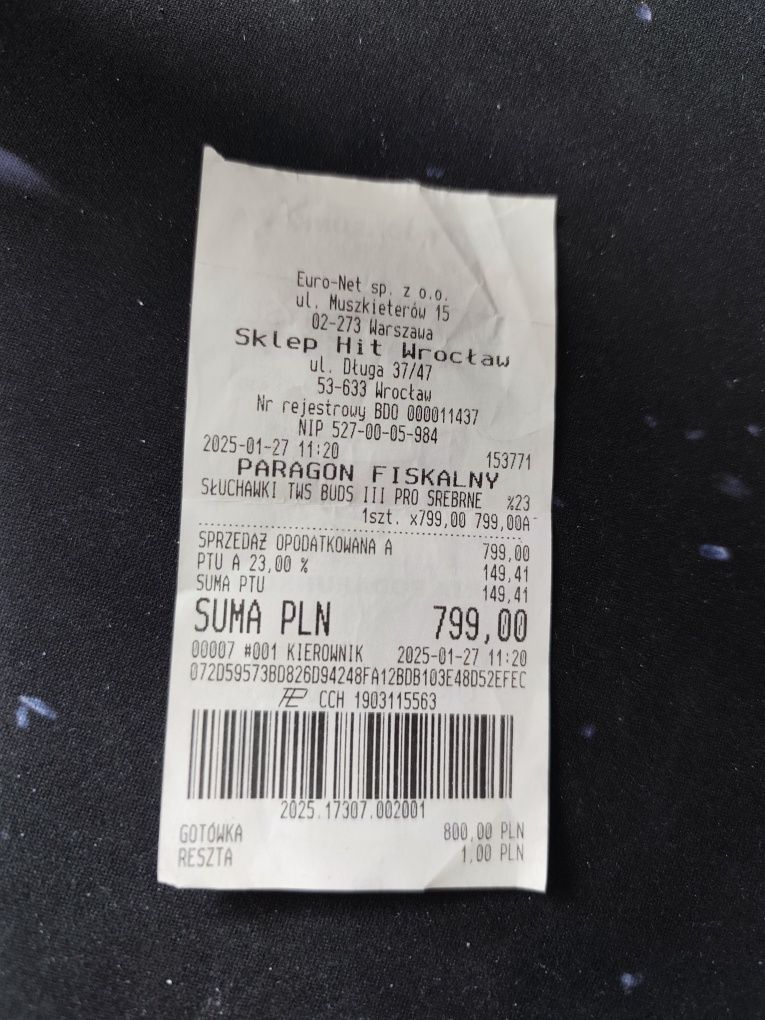 Euro-Net sp. z o.o.
ul. Muszkieterów 15
02-273 Warszawa
Sklep Hit Wrocław
ul. Długa 37/47
53-633 Wrocław
Nr rejestrowy BDO 000011437
NIP 527-00-05-984
2025-01-27 11:20 153771
PARAGON FISKALNY
SŁUCHAWKI TWS BUDS III PRO SREBRNE %23
1szt. x799,00 799,00A
SPRZEDAŻ OPODATKOWANA A 799,00
PTU A 23,00 % 149,41
SUMA PTU 149,41
SUMA PLN 799,00
00007 #001 KIEROWNIK 2025-01-27 11:20
072D59573BD826D94248FA12BDB103E48D52EFEC
CCH 1903115563
2025.17307.002001
GOTÓWKA 800,00 PLN
RESZTA 1,00 PLN